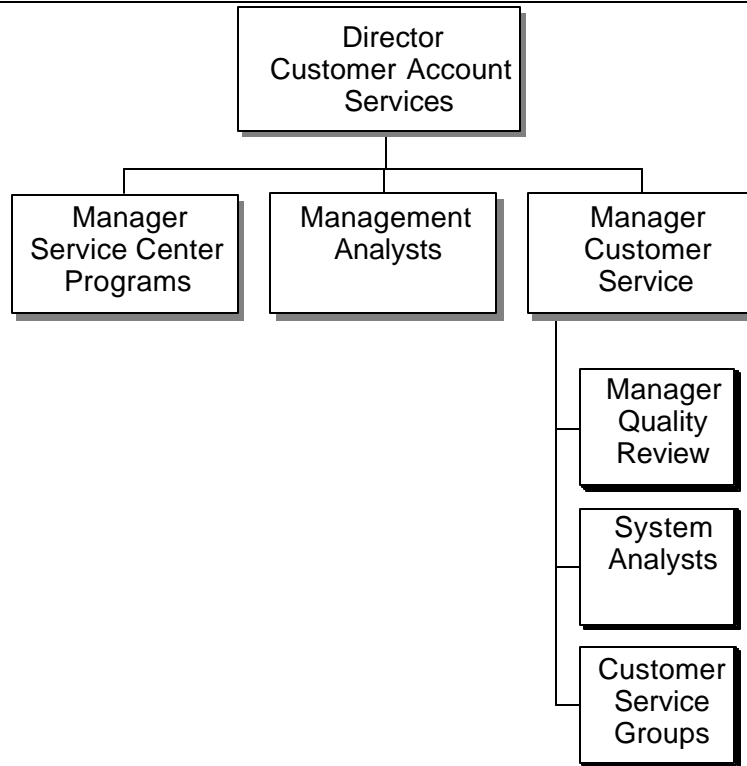 Director
Customer Account
Services
Manager
Service Center
Programs
Management
Analysts
Manager
Customer
Service
Manager
Quality
Review
System
Analysts
Customer
Service
Groups